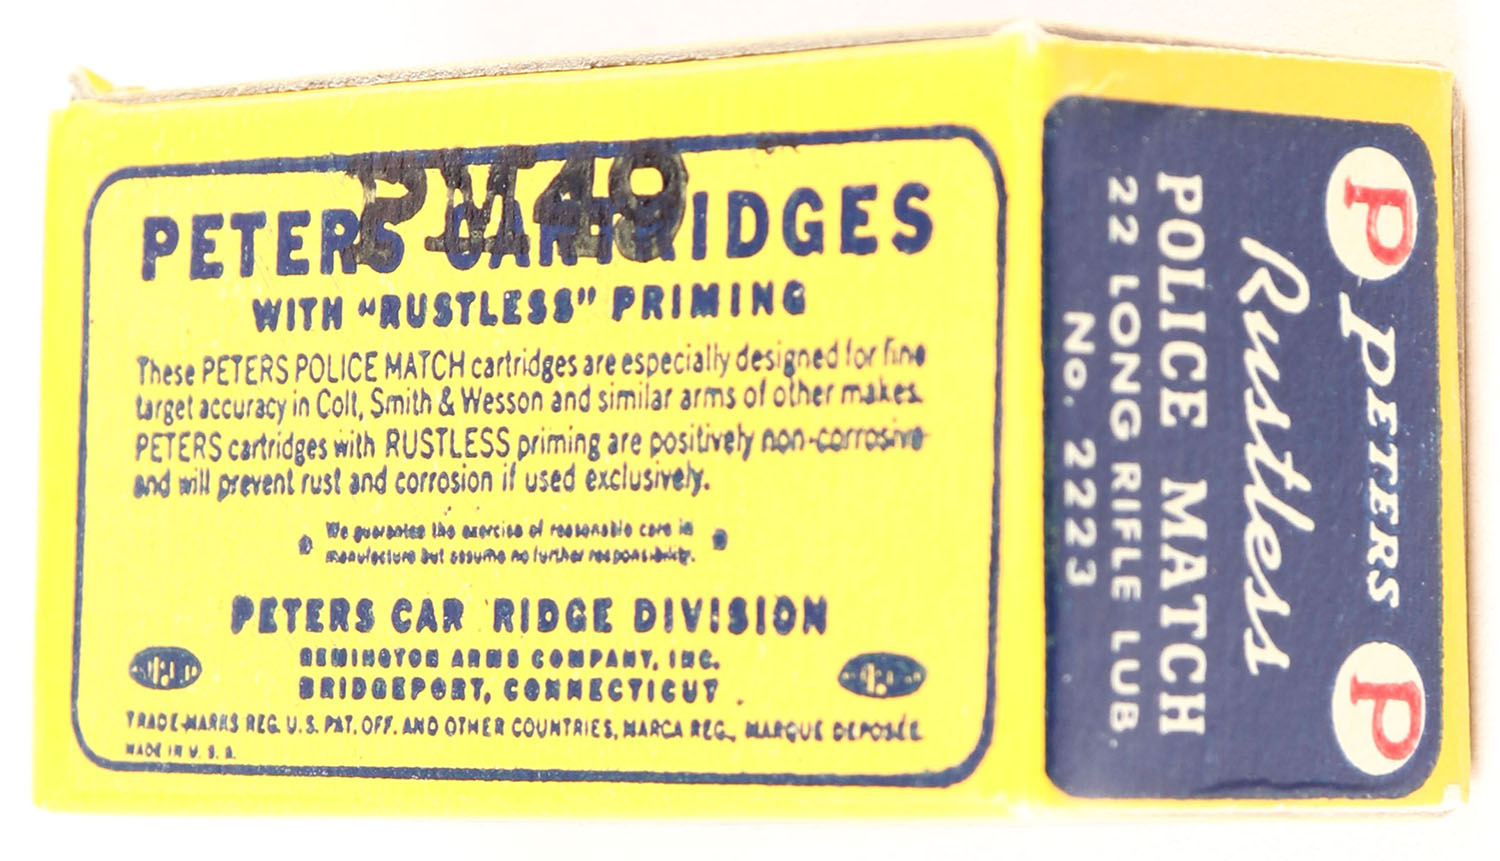 PM48
PETERS CARTRIDGES
WITH "RUSTLESS" PRIMING
These PETERS POLICE MATCH cartridges are especially designed for fine
target accuracy in Colt, Smith & Wesson and similar arms of other makes.
PETERS cartridges with RUSTLESS priming are positively non-corrosive
and will prevent rust and corrosion if used exclusively.
We guarantee the exercise of reasonable care in
manufacture but assume no further responsibility.
PETERS CAR RIDGE DIVISION
REMINGTON ARMS COMPANY, INC.
BRIDGEPORT, CONNECTICUT
TRADE-MARKS REG. U.S. PAT. OFF. AND OTHER COUNTRIES, MARCA REG., MARQUE DEPOSÉE
MADE IN U. S. A.
P PETERS P
Rustless
POLICE MATCH
22 LONG RIFLE LUB.
No. 2223